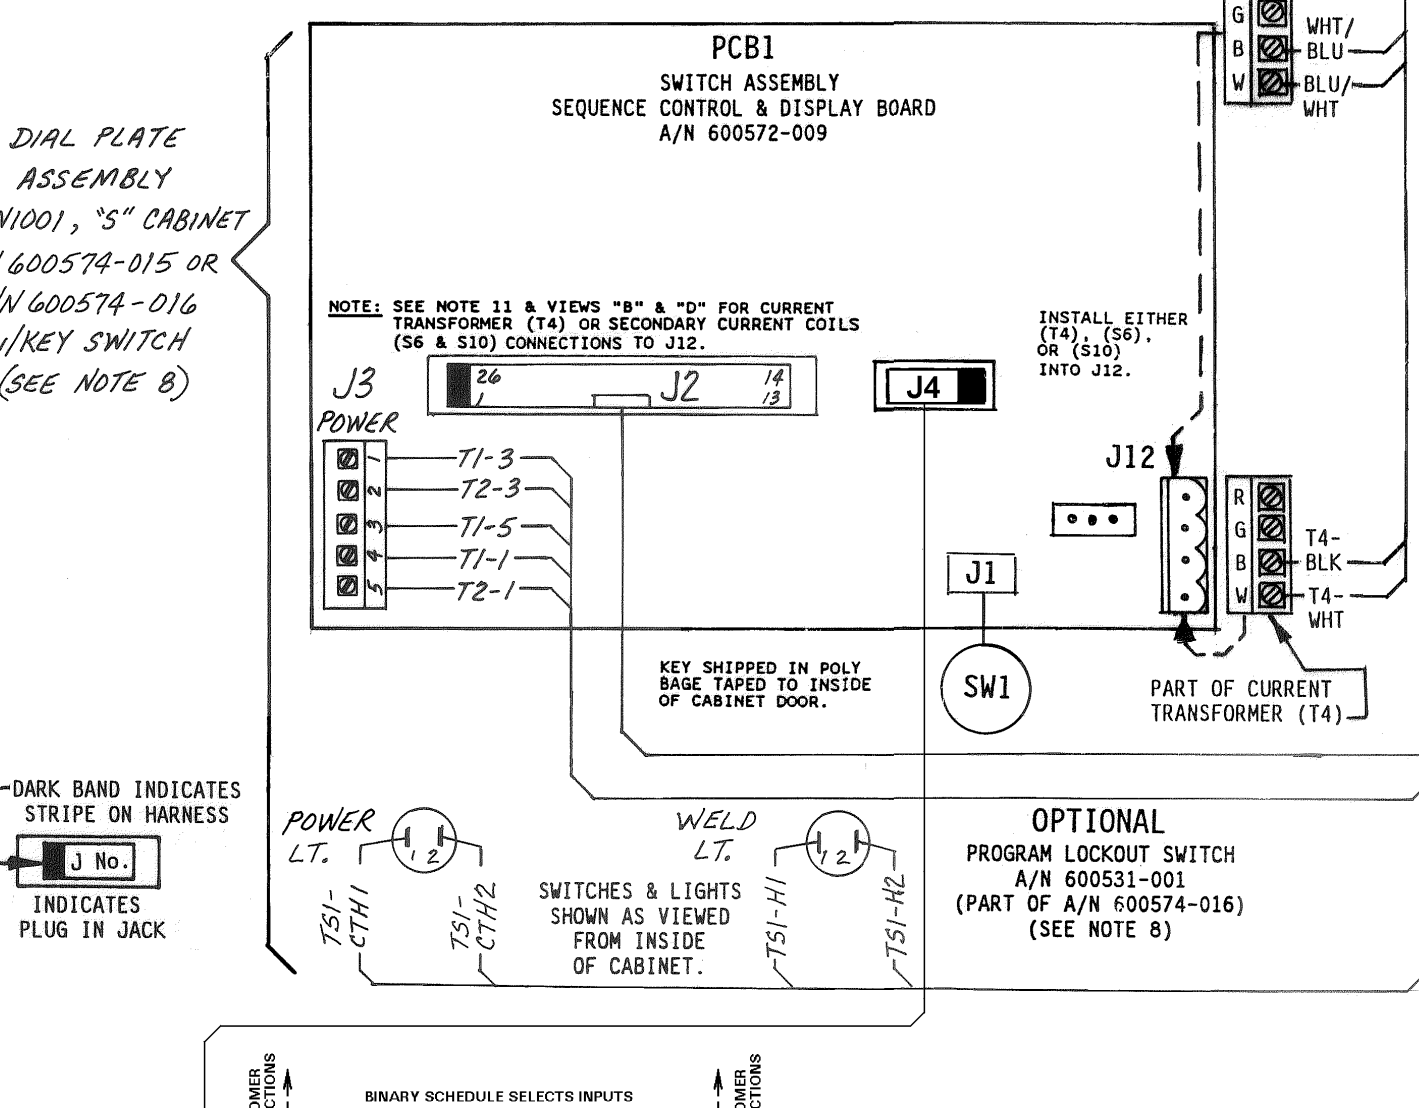 PCB1
SWITCH ASSEMBLY
SEQUENCE CONTROL & DISPLAY BOARD
A/N 600572-009
G
B
W
WHT/
BLU
BLU/
WHT
DIAL PLATE
ASSEMBLY
N1001, "S" CABINET
600574-015 OR
/N 600574-016
/KEY SWITCH
(SEE NOTE 8)
NOTE: SEE NOTE 11 & VIEWS "B" & "D" FOR CURRENT
TRANSFORMER (T4) OR SECONDARY CURRENT COILS
(S6 & S10) CONNECTIONS TO J12.
INSTALL EITHER
(T4), (S6),
OR (S10)
INTO J12.
J3
POWER
26
1
J2
14
13
J4
J12
1
2
3
4
5
T1-3
T2-3
T1-5
T1-1
T2-1
J1
SW1
R
G
B
W
T4-
BLK
T4-
WHT
KEY SHIPPED IN POLY
BAGE TAPED TO INSIDE
OF CABINET DOOR.
PART OF CURRENT
TRANSFORMER (T4)
DARK BAND INDICATES
STRIPE ON HARNESS
J No.
INDICATES
PLUG IN JACK
POWER
LT.
1 2
TS1-
CTH1
TS1-
CTH2
WELD
LT.
1 2
TS1-H1
TS1-H2
SWITCHES & LIGHTS
SHOWN AS VIEWED
FROM INSIDE
OF CABINET.
OPTIONAL
PROGRAM LOCKOUT SWITCH
A/N 600531-001
(PART OF A/N 600574-016)
(SEE NOTE 8)
OMER
CTIONS
BINARY SCHEDULE SELECTS INPUTS
OMER
CTIONS